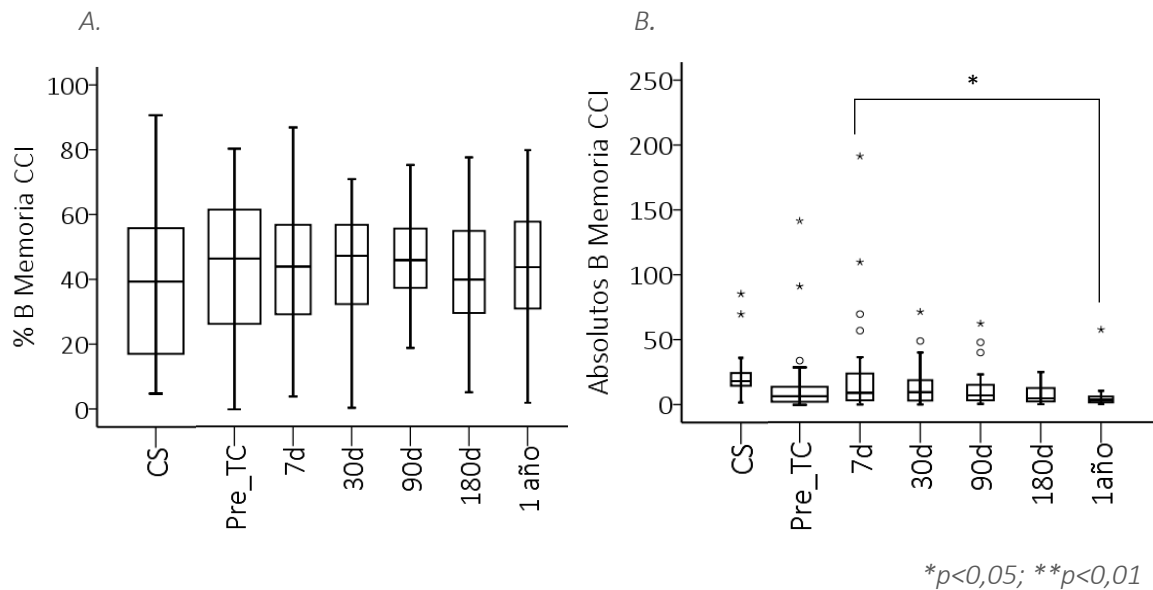 A.
% B Memoria CCI
100
80
60
40
20
0
CS
Pre_TC
7d
30d
90d
180d
1 año
B.
Absolutos B Memoria CCI
250
200
150
100
50
0
*
CS
Pre_TC
7d
30d
90d
180d
1año
*p<0,05; **p<0,01